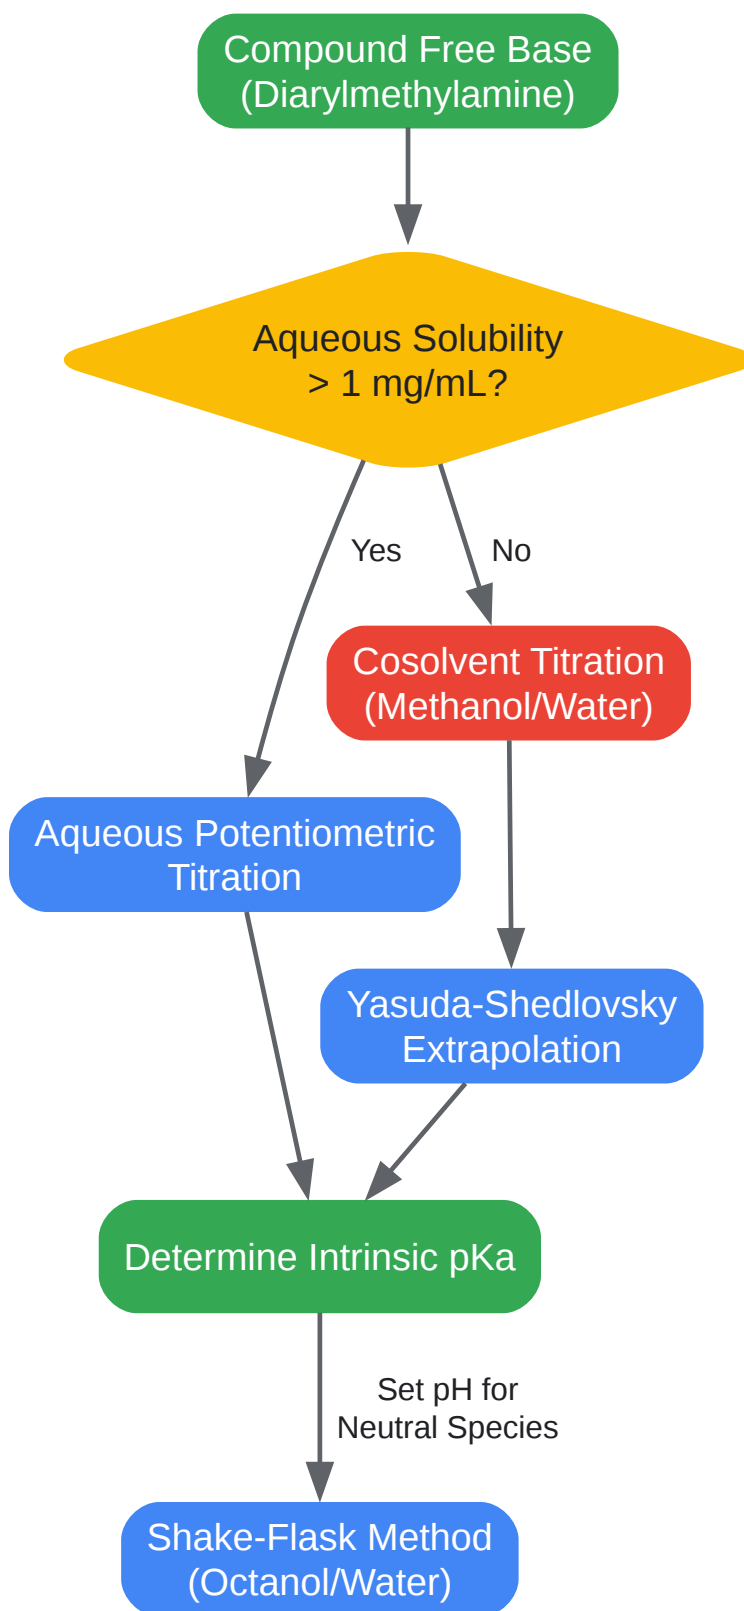 Compound Free Base
(Diarylmethylamine)
Aqueous Solubility
> 1 mg/mL?
Yes
No
Cosolvent Titration
(Methanol/Water)
Aqueous Potentiometric
Titration
Yasuda-Shedlovsky
Extrapolation
Determine Intrinsic pKa
Set pH for
Neutral Species
Shake-Flask Method
(Octanol/Water)